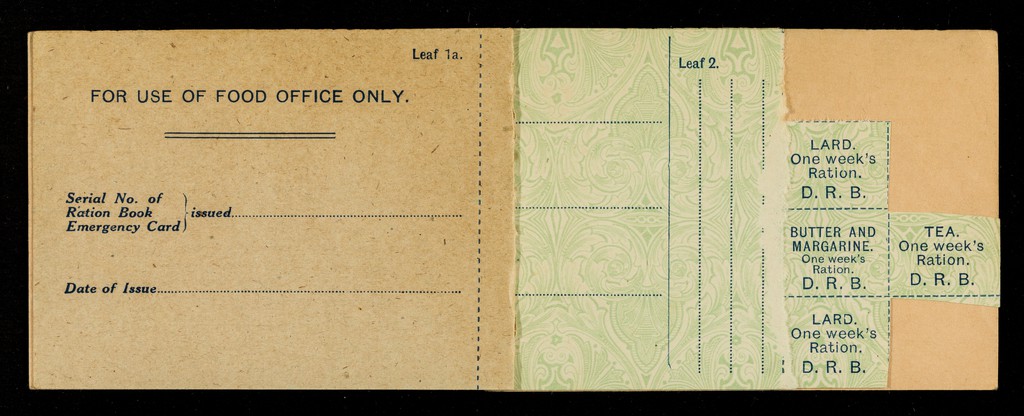 Leaf 1a.
FOR USE OF FOOD OFFICE ONLY.
Serial No. of
Ration Book } issued
Emergency Card
Date of Issue
Leaf 2.
LARD.
One week's
Ration.
D. R. B.
BUTTER AND
MARGARINE.
One week's
Ration.
D. R. B.
TEA.
One week's
Ration.
D. R. B.
LARD.
One week's
Ration.
D. R. B.